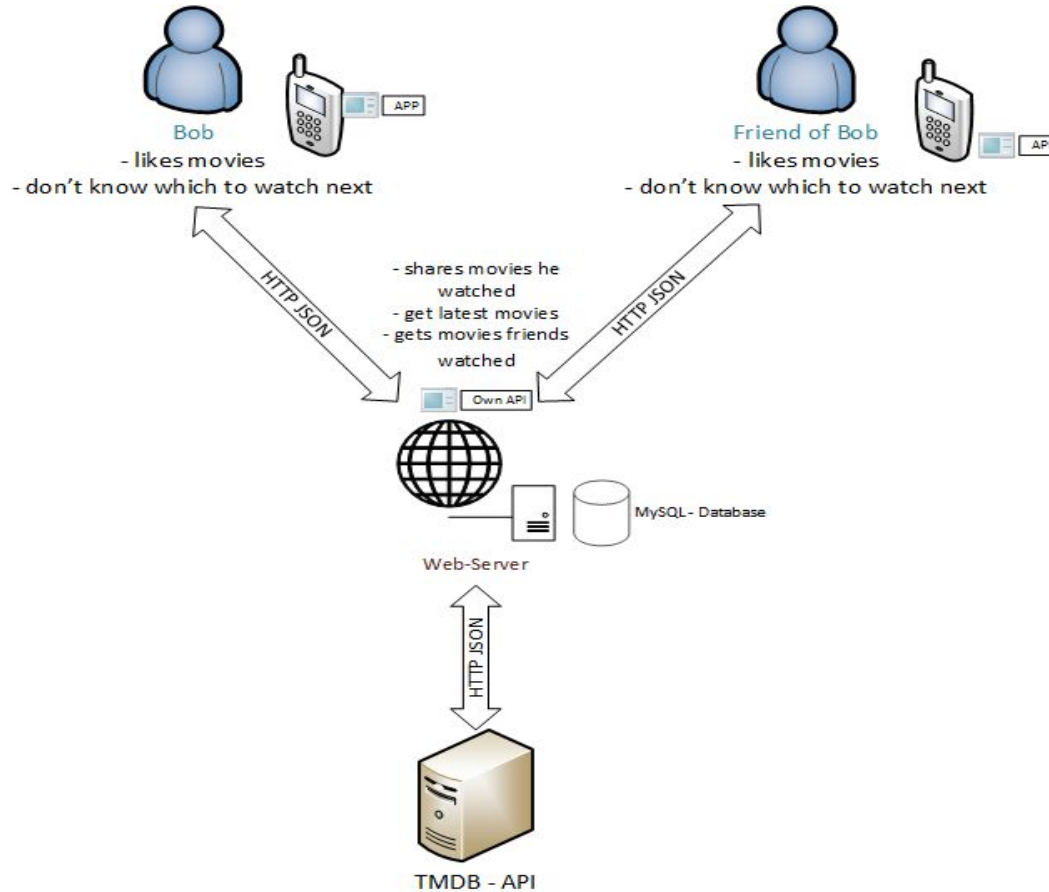 APP
Bob
- likes movies
- don't know which to watch next
Friend of Bob
- likes movies
- don't know which to watch next
HTTP JSON
- shares movies he
watched
- get latest movies
- gets movies friends
watched
HTTP JSON
Own API
MySQL - Database
Web-Server
HTTP JSON
TMDB - API